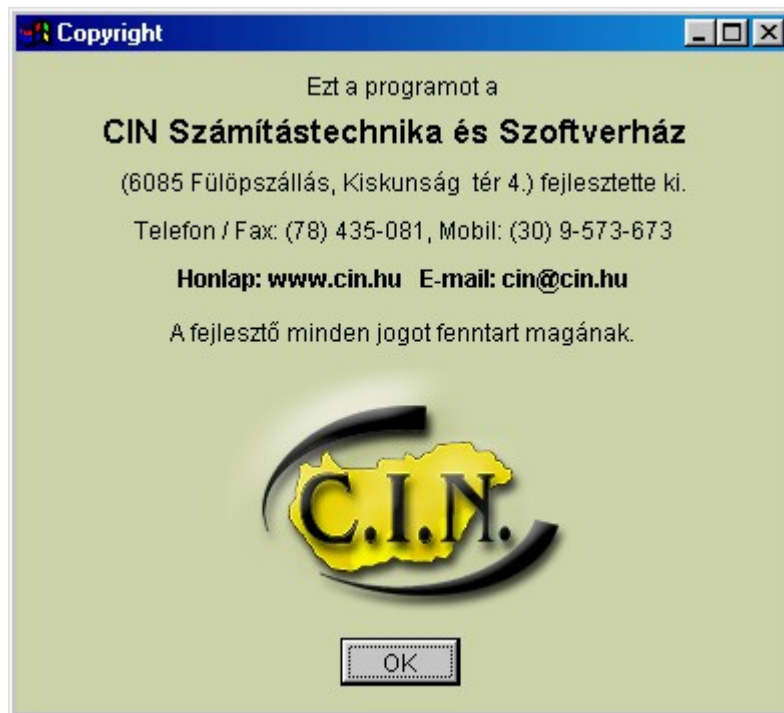 Copyright
Ezt a programot a
CIN Számítástechnika és Szoftverház
(6085 Fülöpszállás, Kiskunság tér 4.) fejlesztette ki.
Telefon / Fax: (78) 435-081, Mobil: (30) 9-573-673
Honlap: www.cin.hu E-mail: cin@cin.hu
A fejlesztő minden jogot fenntart magának.
C.I.N.
OK